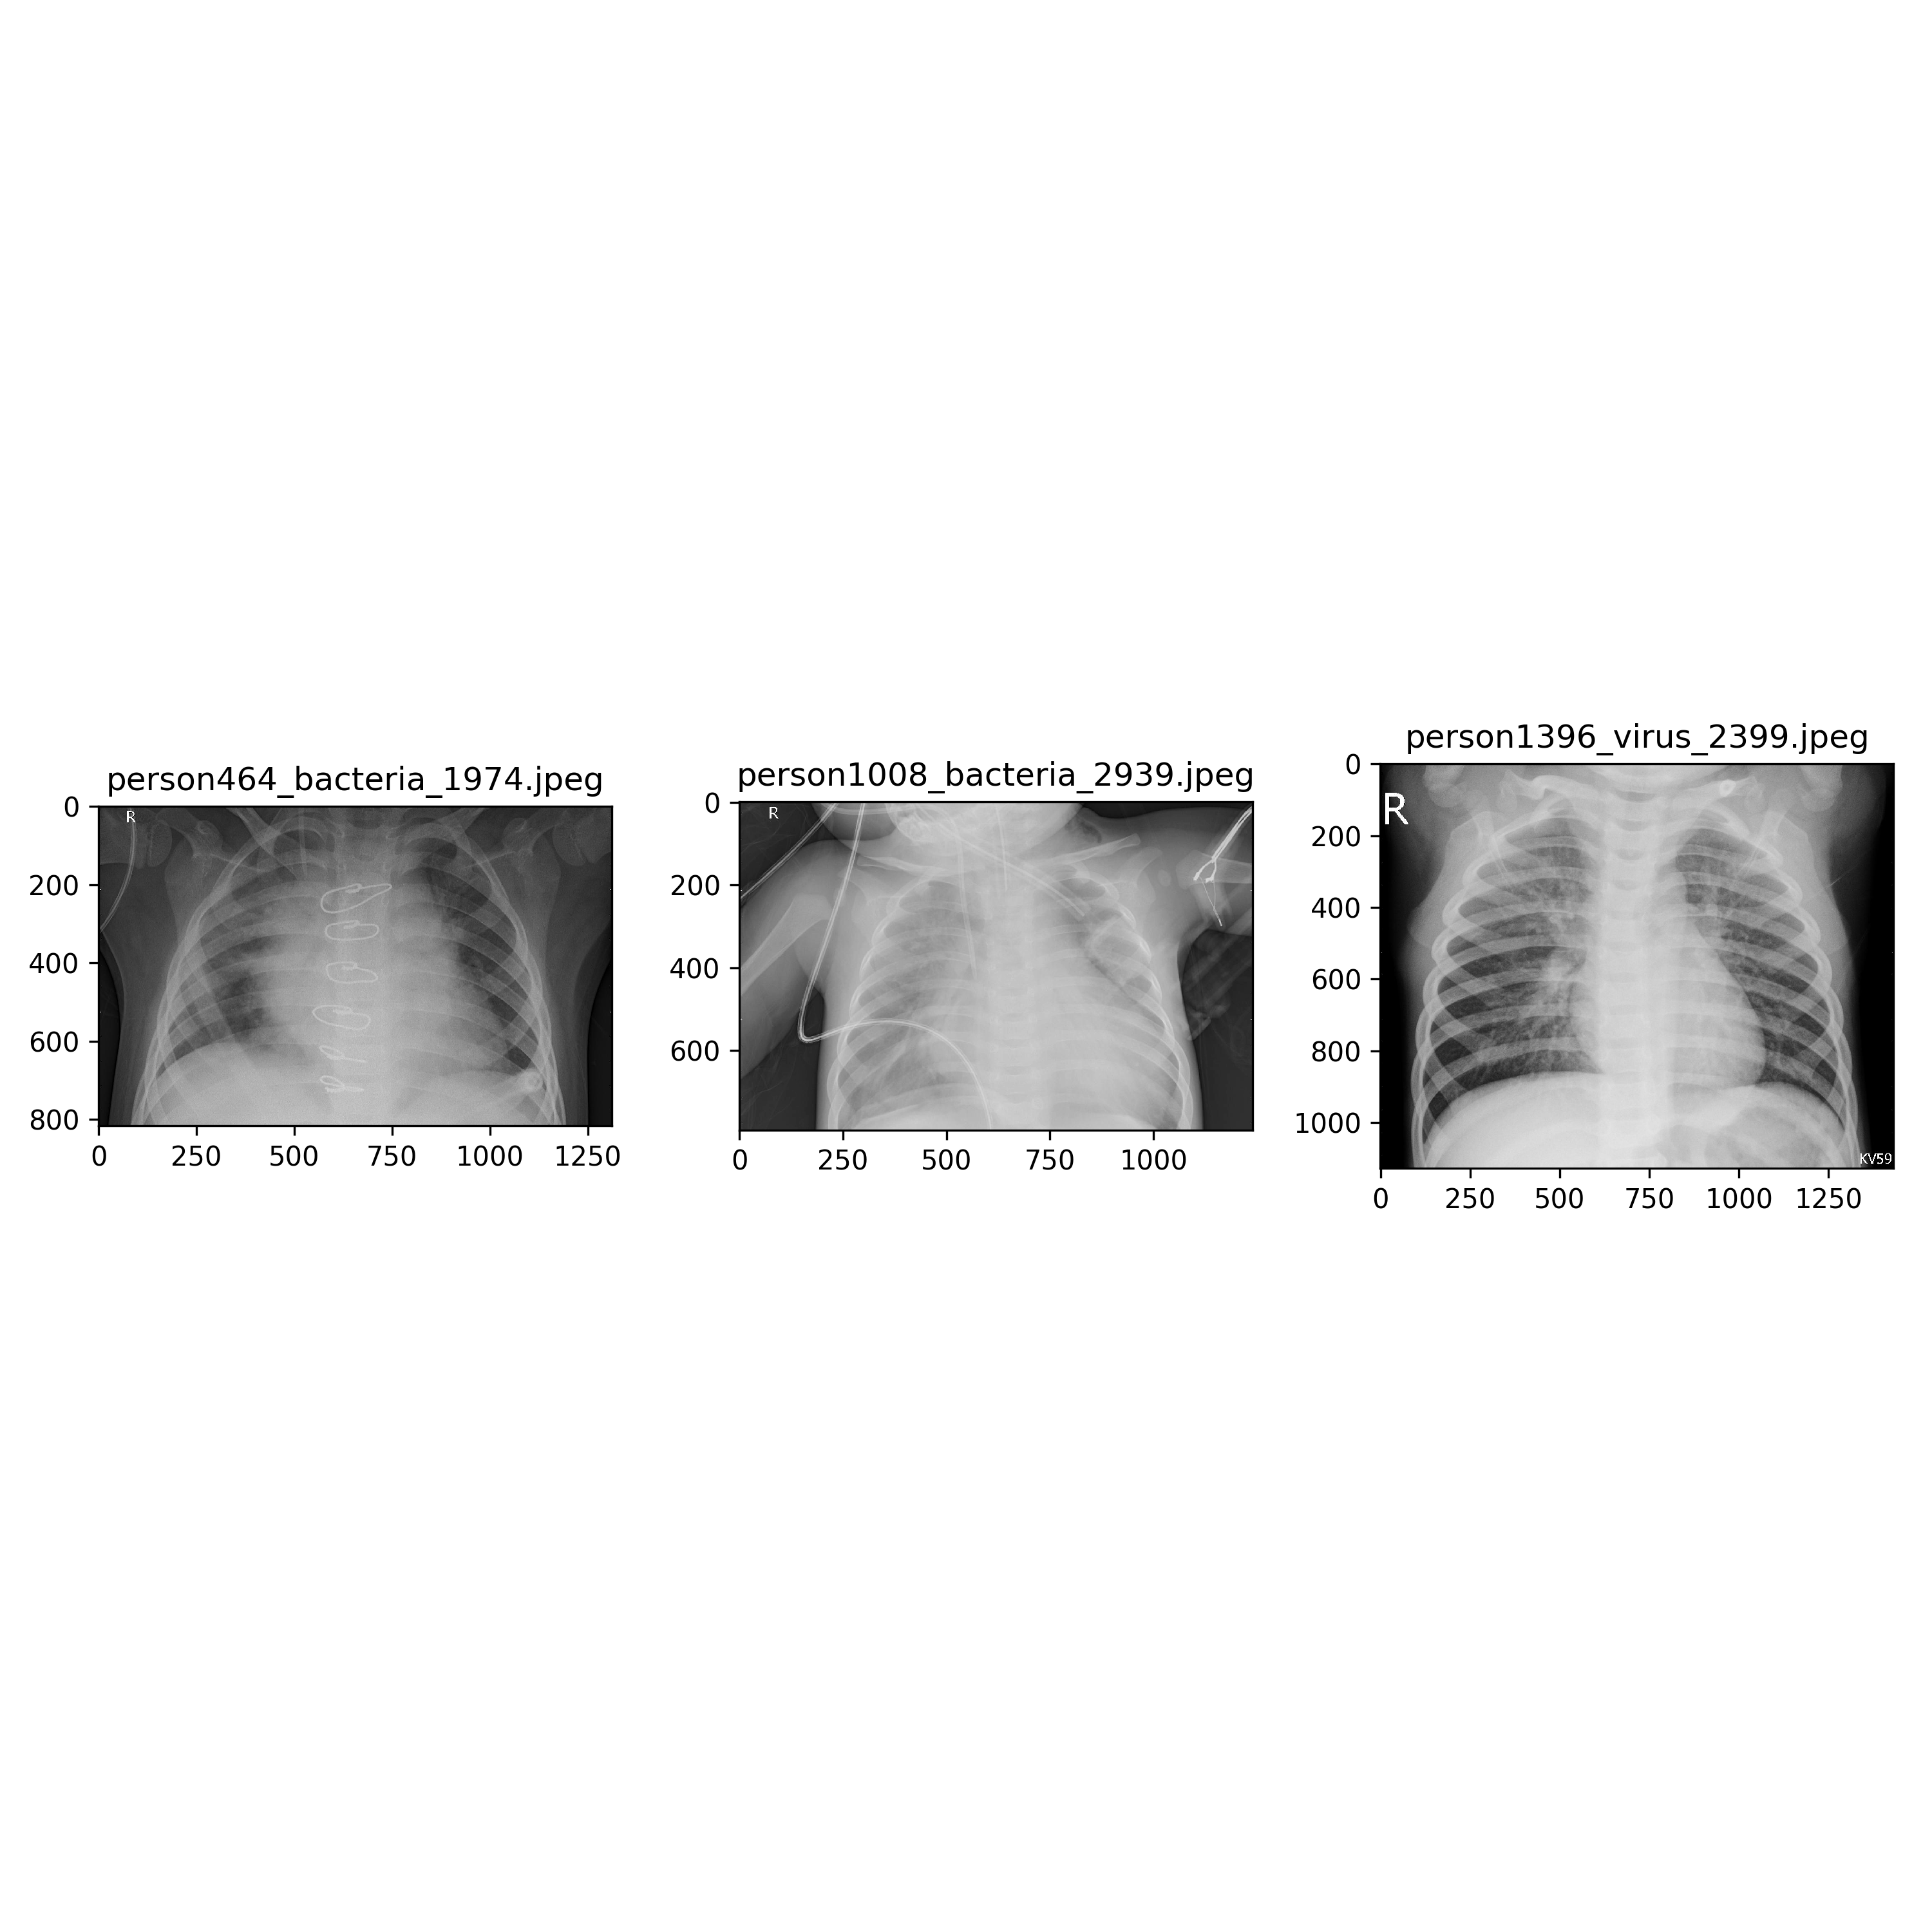 person464_bacteria_1974.jpeg
0
200
400
600
800
R
0 250 500 750 1000 1250
person1008_bacteria_2939.jpeg
0
200
400
600
R
0 250 500 750 1000
person1396_virus_2399.jpeg
0
200
400
600
800
1000
R
KV59
0 250 500 750 1000 1250